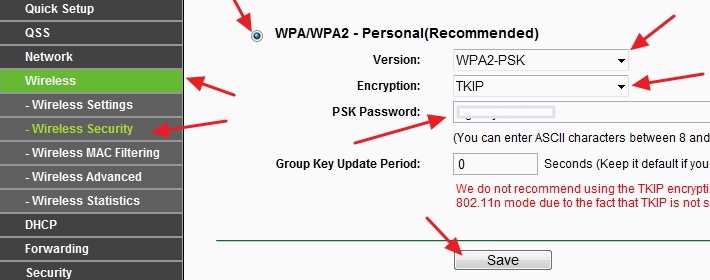 Quick Setup
QSS
Network
Wireless
- Wireless Settings
- Wireless Security
- Wireless MAC Filtering
- Wireless Advanced
- Wireless Statistics
DHCP
Forwarding
Security
WPA/WPA2 - Personal(Recommended)
Version: WPA2-PSK
Encryption: TKIP
PSK Password:
(You can enter ASCII characters between 8 and
Group Key Update Period: 0 Seconds (Keep it default if you
We do not recommend using the TKIP encrypti
802.11n mode due to the fact that TKIP is not s
Save